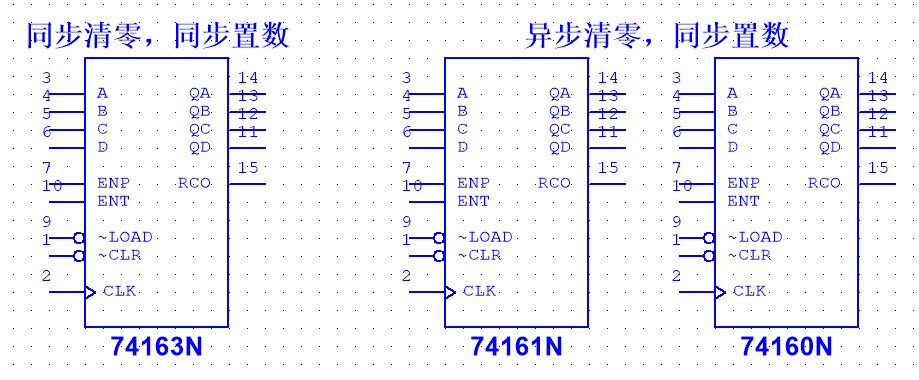 同步清零，同步置数 异步清零，同步置数
3 14 3 14 3 14
4 A QA 13 4 A QA 13 4 A QA 13
5 B QB 12 5 B QB 12 5 B QB 12
6 C QC 11 6 C QC 11 6 C QC 11
D QD D QD D QD
7 15 7 15 7 15
10 ENP RCO 10 ENP RCO 10 ENP RCO
ENT ENT ENT
9 9 9
1 ~LOAD 1 ~LOAD 1 ~LOAD
~CLR ~CLR ~CLR
2 2 2
CLK CLK CLK
74163N 74161N 74160N